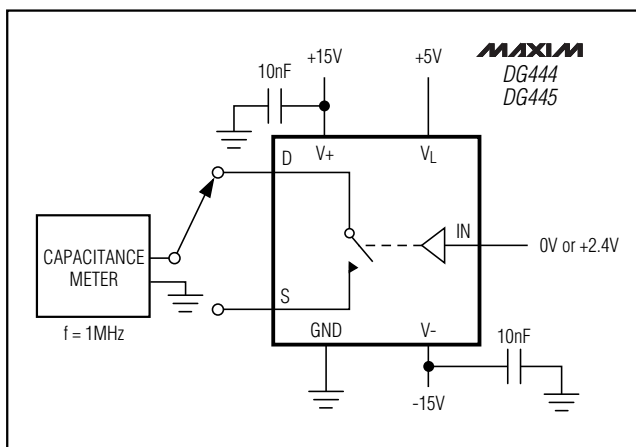 MAXIM
DG444
DG445
+15V
+5V
10nF
D
V+
VL
IN
0V or +2.4V
CAPACITANCE
METER
S
f = 1MHz
GND
V-
10nF
-15V